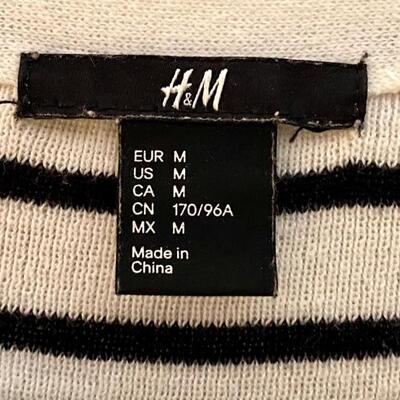 H&M
EUR M
US M
CA M
CN 170/96A
MX M
Made in
China